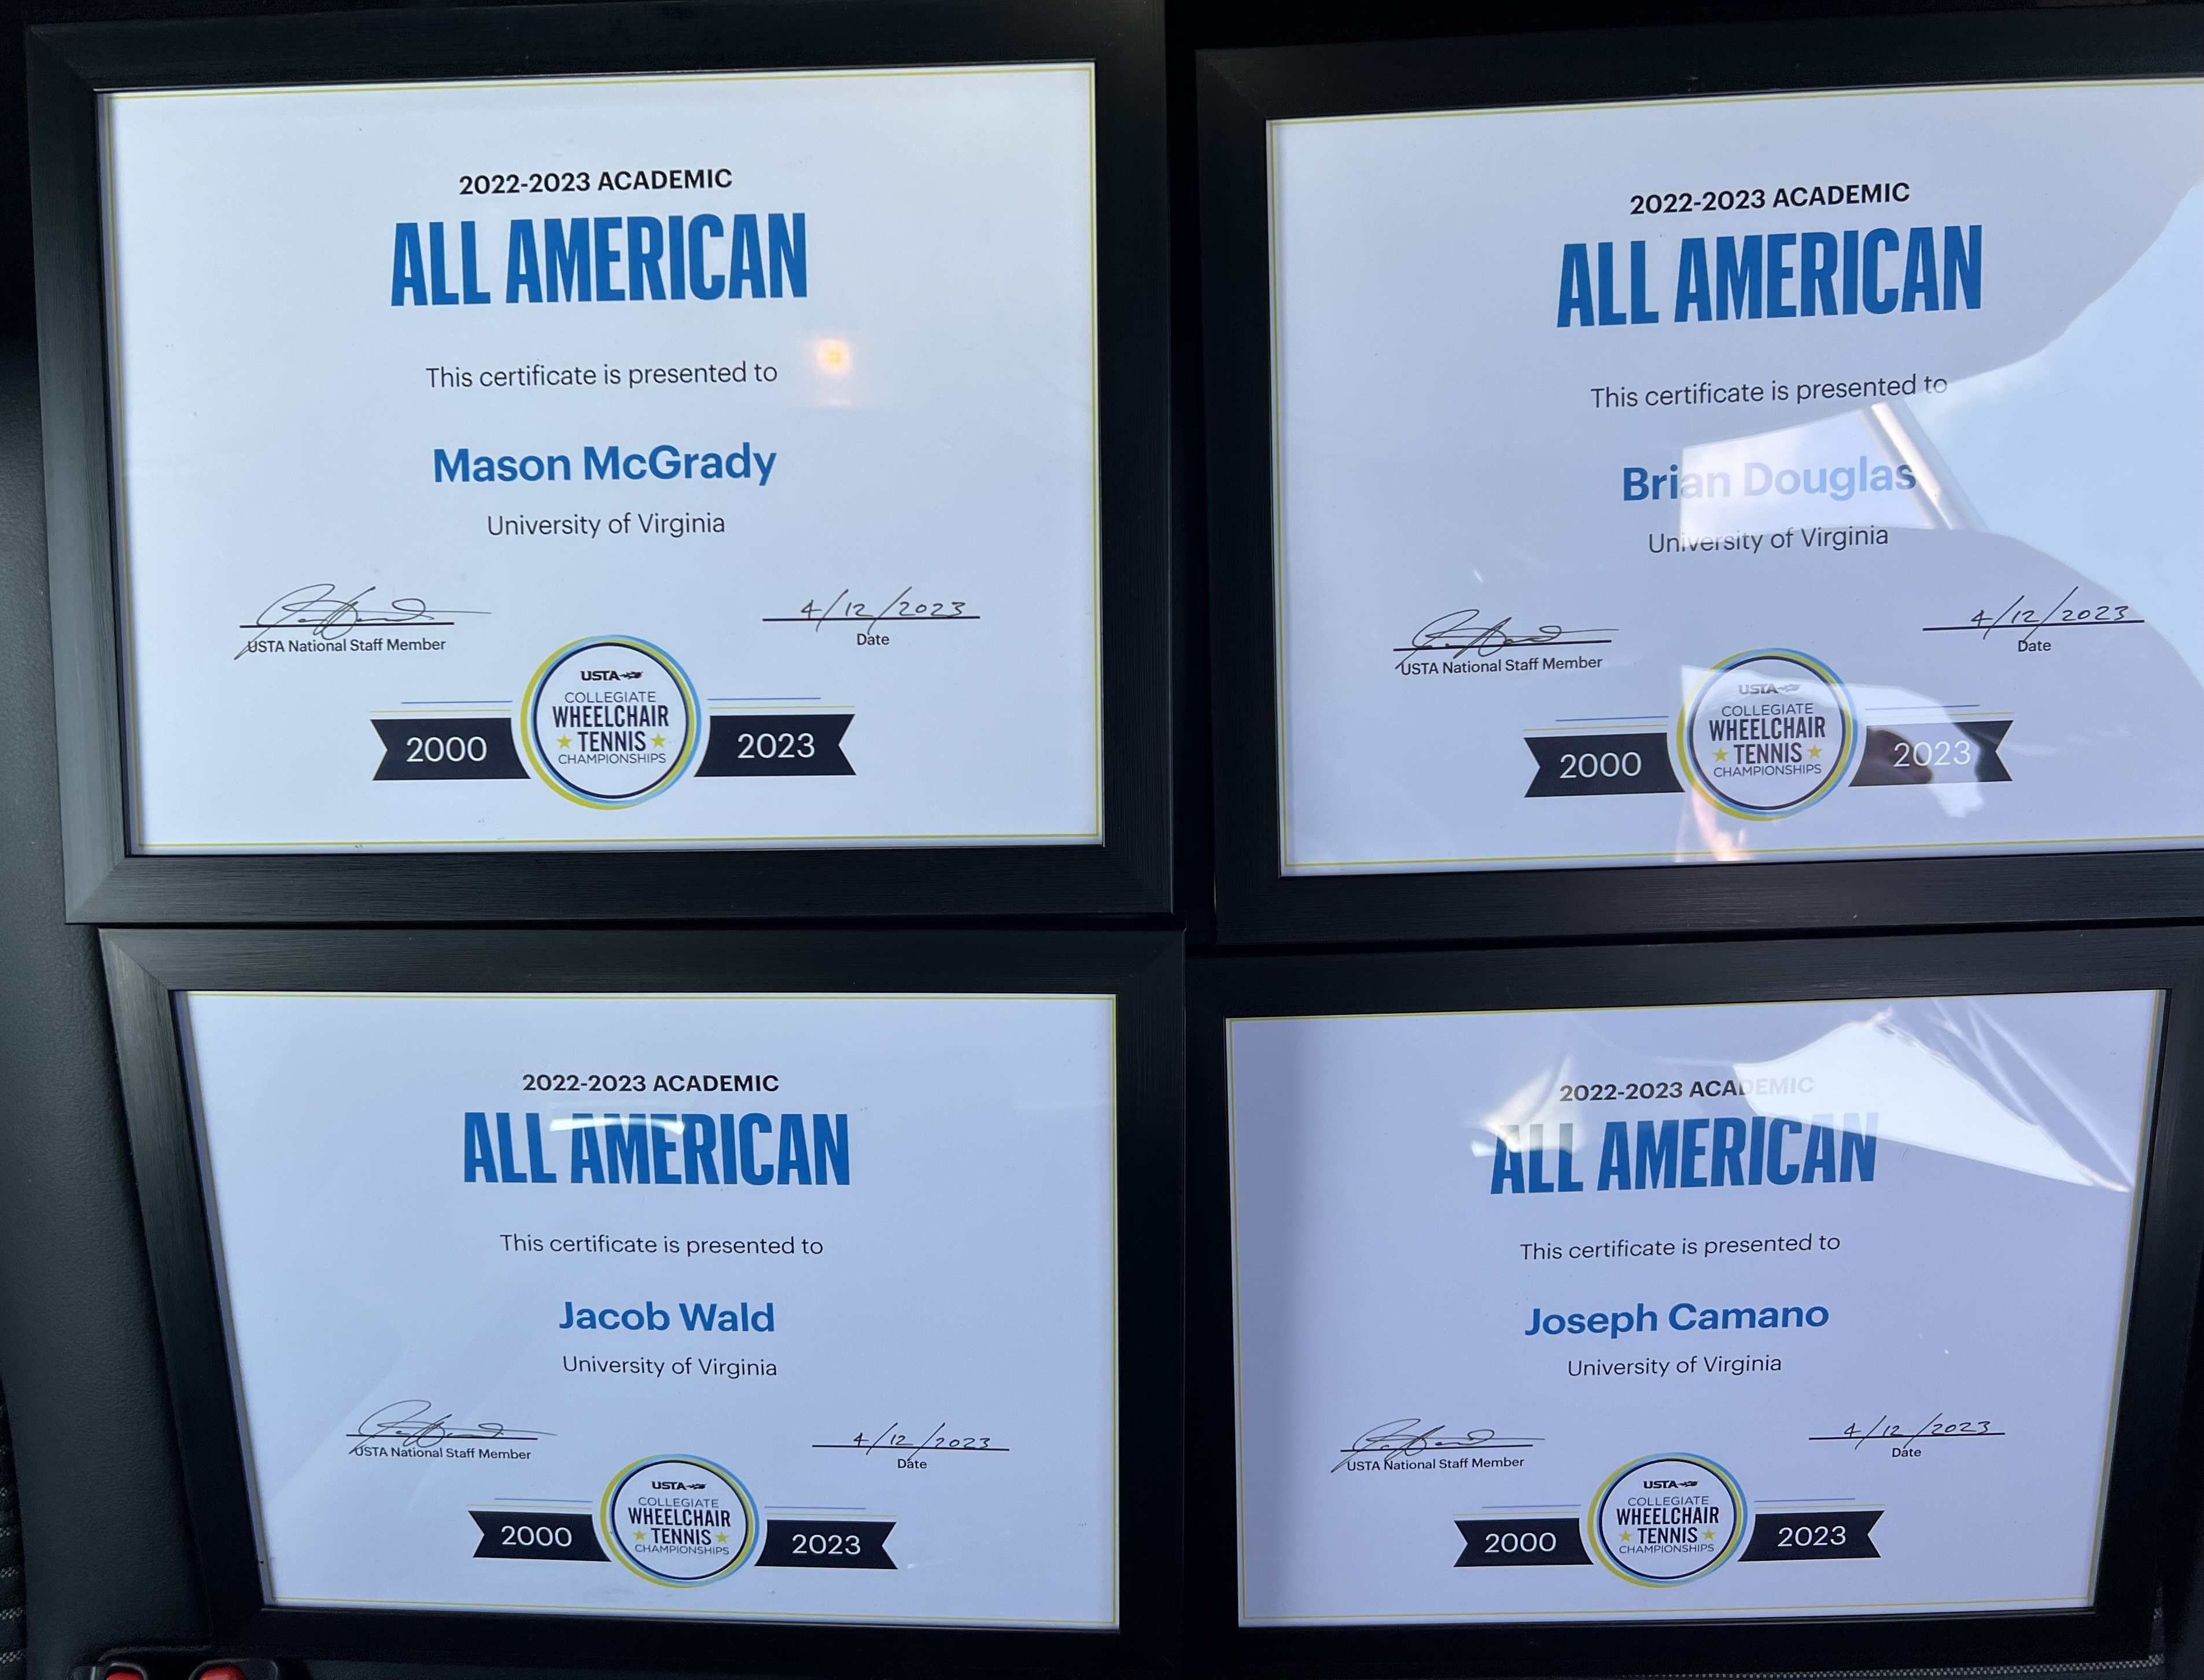 2022-2023 ACADEMIC
ALL AMERICAN
This certificate is presented to
Mason McGrady
University of Virginia
4/12/2023
USTA National Staff Member
Date
USTA
COLLEGIATE
WHEELCHAIR
TENNIS
CHAMPIONSHIPS
2000
2023
2022-2023 ACADEMIC
ALL AMERICAN
This certificate is presented to
Brian Douglas
University of Virginia
4/12/2023
USTA National Staff Member
Date
USTA
COLLEGIATE
WHEELCHAIR
TENNIS
CHAMPIONSHIPS
2000
2023
2022-2023 ACADEMIC
ALL AMERICAN
This certificate is presented to
Jacob Wald
University of Virginia
4/12/2023
USTA National Staff Member
Date
USTA
COLLEGIATE
WHEELCHAIR
TENNIS
CHAMPIONSHIPS
2000
2023
2022-2023 ACADEMIC
ALL AMERICAN
This certificate is presented to
Joseph Camano
University of Virginia
4/12/2023
USTA National Staff Member
Date
USTA
COLLEGIATE
WHEELCHAIR
TENNIS
CHAMPIONSHIPS
2000
2023